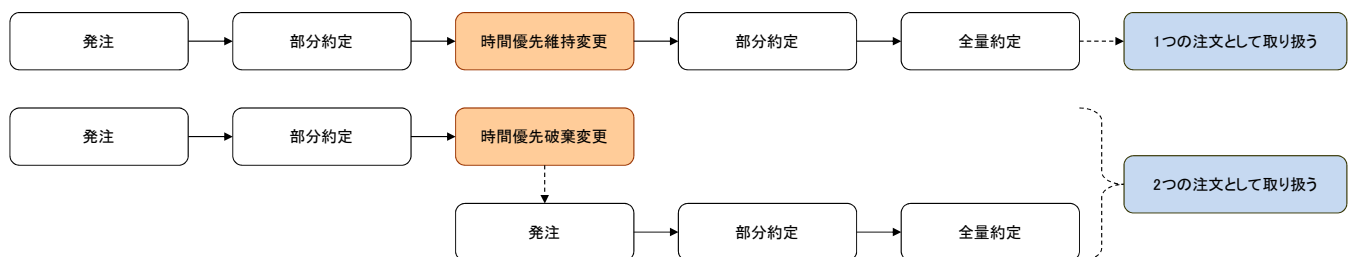 発注
部分約定
時間優先維持変更
部分約定
全量約定
1つの注文として取り扱う
発注
部分約定
時間優先破棄変更
2つの注文として取り扱う
発注
部分約定
全量約定